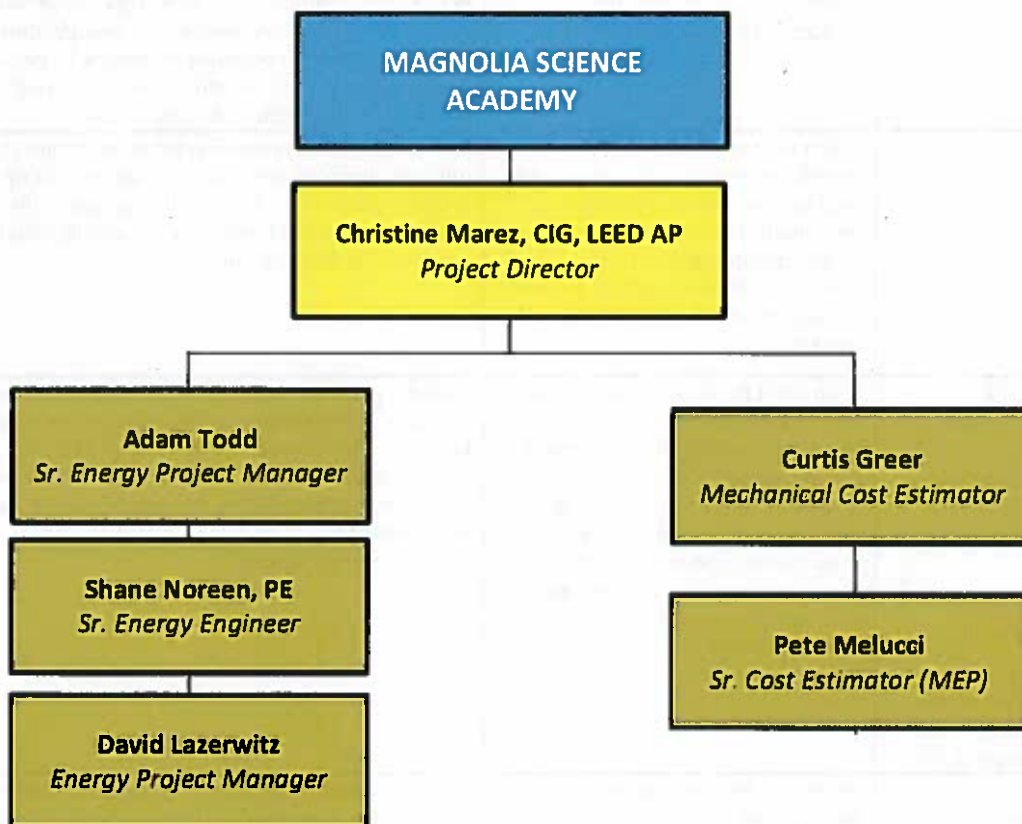 MAGNOLIA SCIENCE
ACADEMY
Christine Marez, CIG, LEED AP
Project Director
Adam Todd
Sr. Energy Project Manager
Shane Noreen, PE
Sr. Energy Engineer
David Lazerwitz
Energy Project Manager
Curtis Greer
Mechanical Cost Estimator
Pete Melucci
Sr. Cost Estimator (MEP)